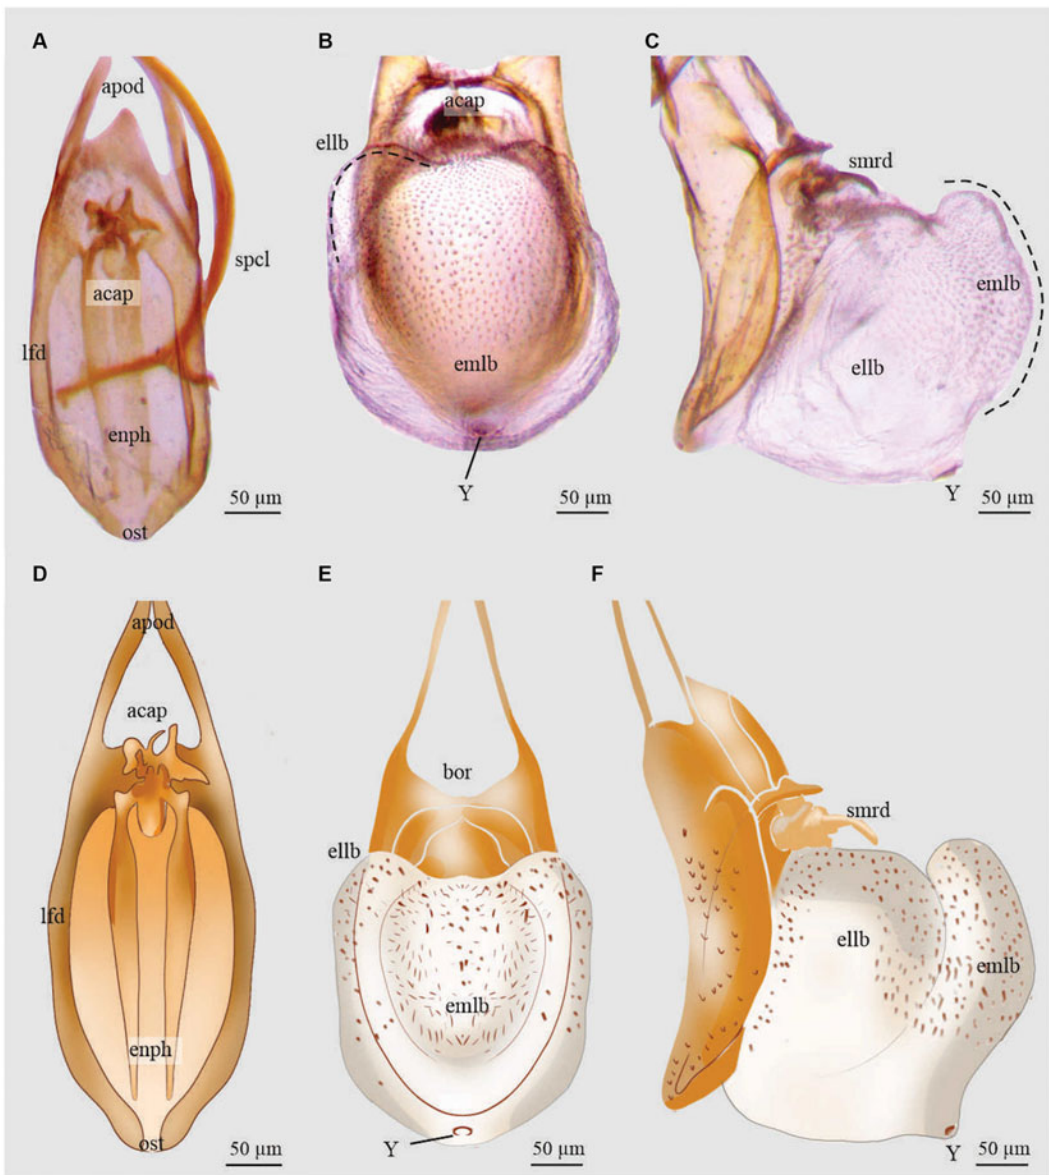 A
B
C
apod
acap
ellb
smrd
spcl
emlb
acap
lfd
ellb
emlb
enph
Y
Y
50 µm
50 µm
50 µm
ost
D
E
F
apod
acap
bor
smrd
ellb
lfd
ellb
emlb
emlb
enph
Y
Y
ost
50 µm
50 µm
50 µm